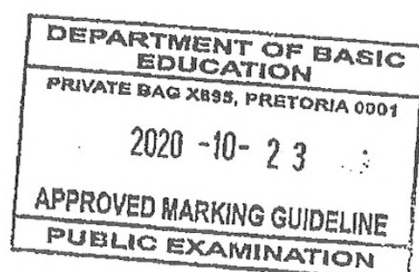 DEPARTMENT OF BASIC
EDUCATION
PRIVATE BAG X895, PRETORIA 0001
2020 -10- 23
APPROVED MARKING GUIDELINE
PUBLIC EXAMINATION